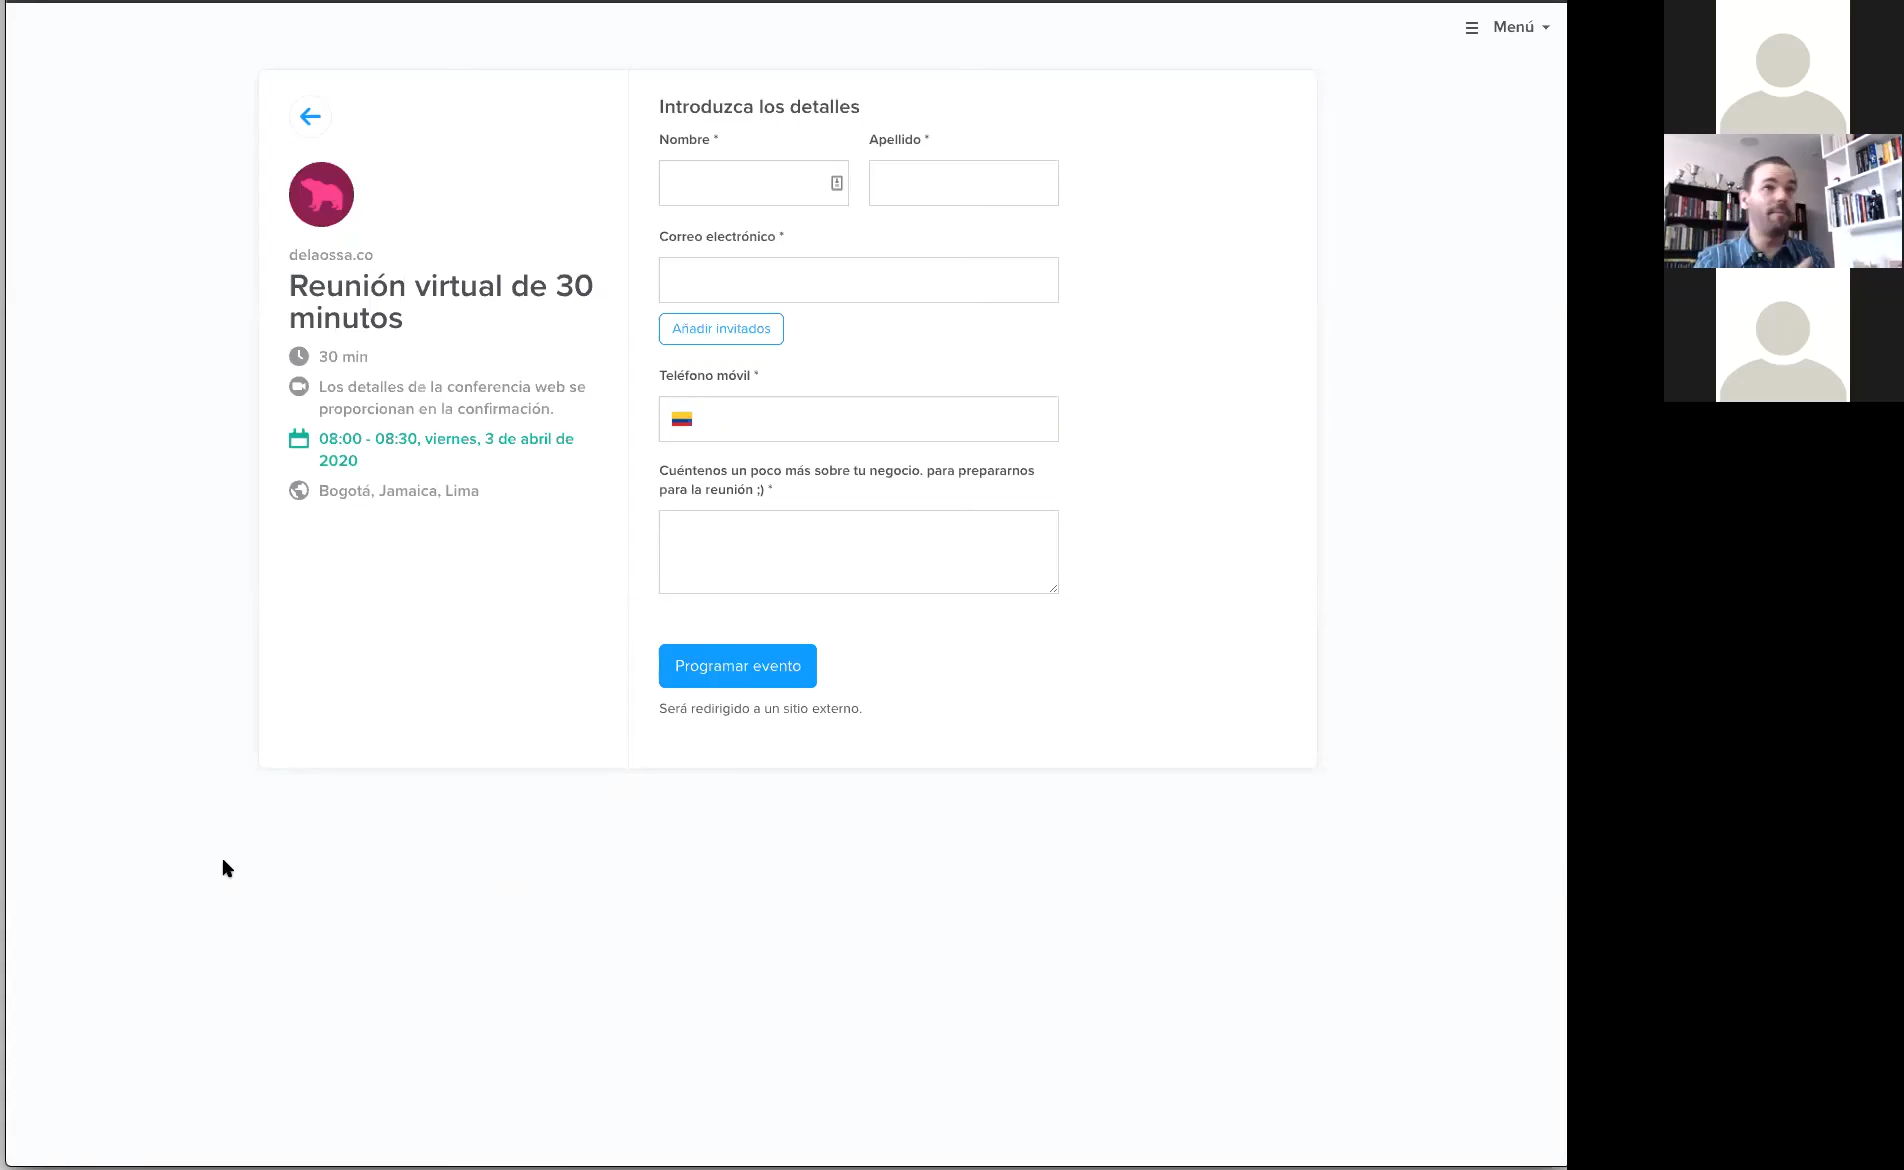 Menú
delaossa.co
Reunión virtual de 30
minutos
30 min
Los detalles de la conferencia web se
proporcionan en la confirmación.
08:00 - 08:30, viernes, 3 de abril de
2020
Bogotá, Jamaica, Lima
Introduzca los detalles
Nombre * Apellido *
Correo electrónico *
Añadir invitados
Teléfono móvil *
Cuéntenos un poco más sobre tu negocio. para prepararnos
para la reunión ;) *
Programar evento
Será redirigido a un sitio externo.